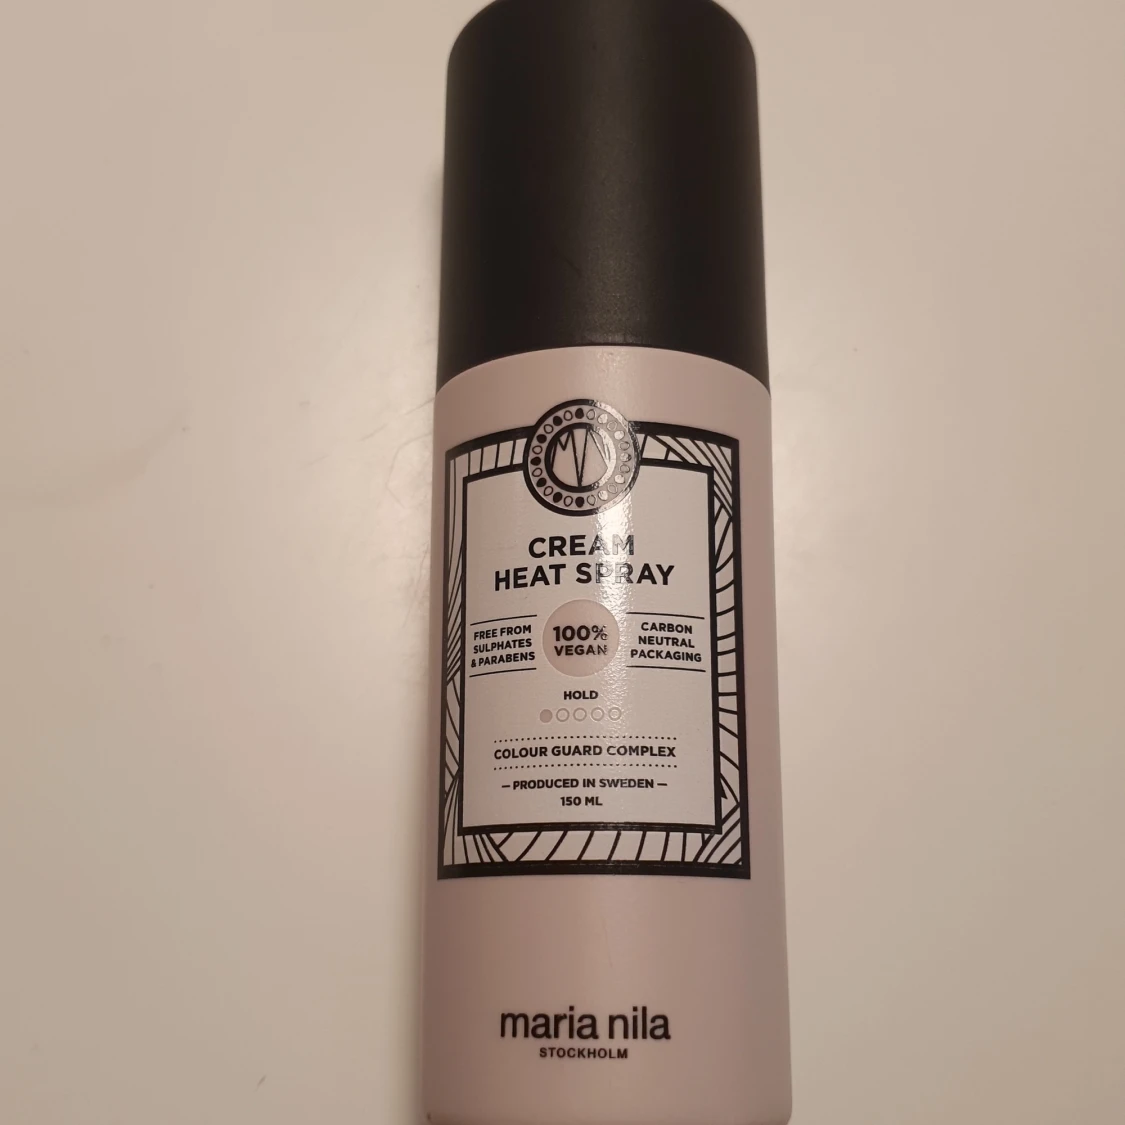 MN
CREAM
HEAT SPRAY
FREE FROM
SULPHATES
& PARABENS
100%
VEGAN
CARBON
NEUTRAL
PACKAGING
HOLD
COLOUR GUARD COMPLEX
— PRODUCED IN SWEDEN —
150 ML
maria nila
STOCKHOLM